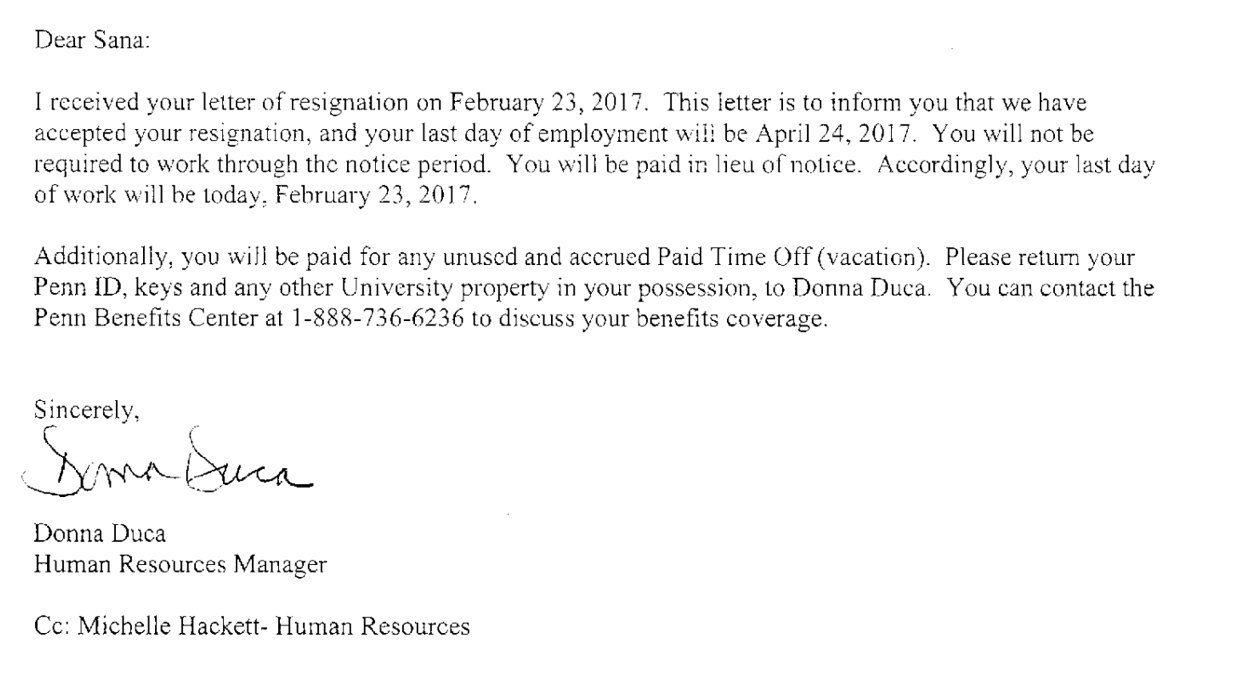 Dear Sana:
I received your letter of resignation on February 23, 2017.  This letter is to inform you that we have
accepted your resignation, and your last day of employment will be April 24, 2017.  You will not be
required to work through the notice period.  You will be paid in lieu of notice.  Accordingly, your last day
of work will be today, February 23, 2017.
Additionally, you will be paid for any unused and accrued Paid Time Off (vacation).  Please return your
Penn ID, keys and any other University property in your possession, to Donna Duca.  You can contact the
Penn Benefits Center at 1-888-736-6236 to discuss your benefits coverage.
Sincerely,
Donna Duca
Donna Duca
Human Resources Manager
Cc: Michelle Hackett- Human Resources